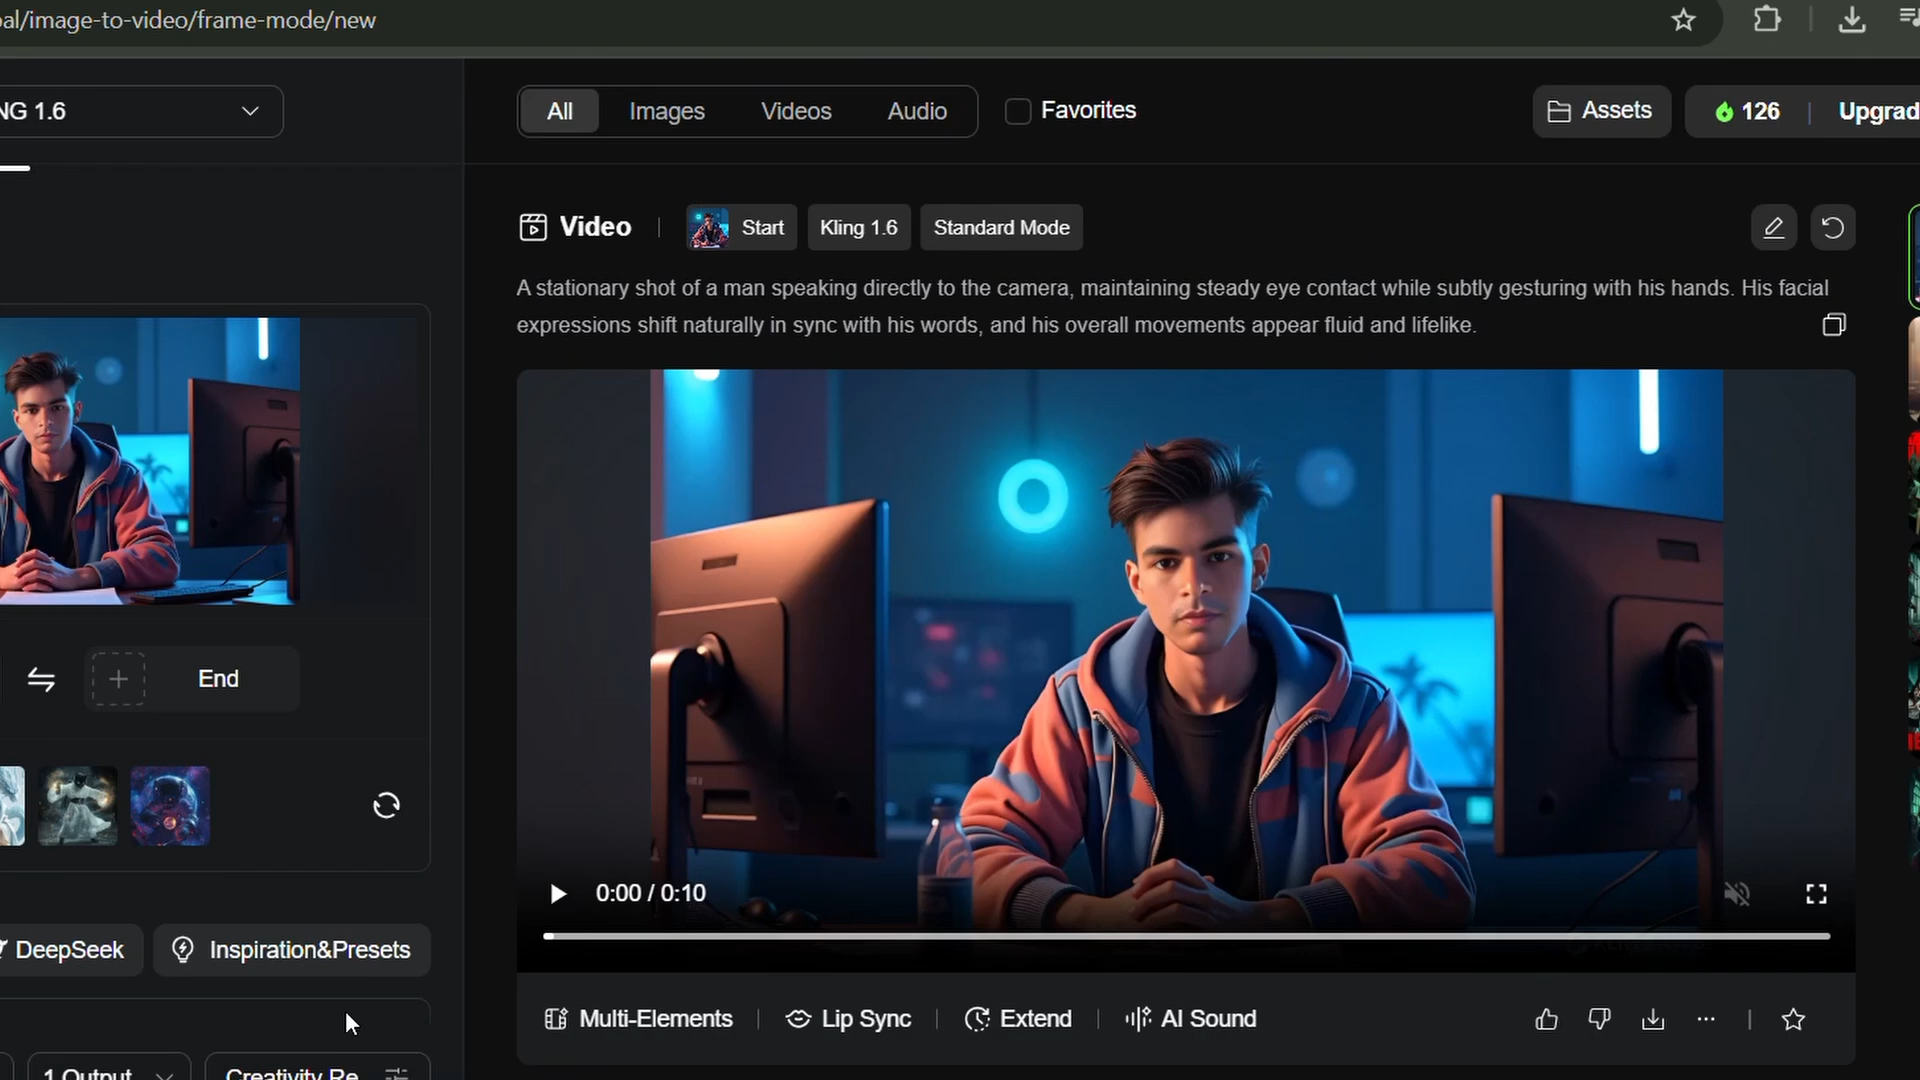 al/image-to-video/frame-mode/new
NG 1.6
All
Images
Videos
Audio
Favorites
Assets
126
Upgrad
Video
Start
Kling 1.6
Standard Mode
A stationary shot of a man speaking directly to the camera, maintaining steady eye contact while subtly gesturing with his hands. His facial
expressions shift naturally in sync with his words, and his overall movements appear fluid and lifelike.
End
0:00 / 0:10
DeepSeek
Inspiration&Presets
Multi-Elements
Lip Sync
Extend
AI Sound
1 Output
Creativity Re